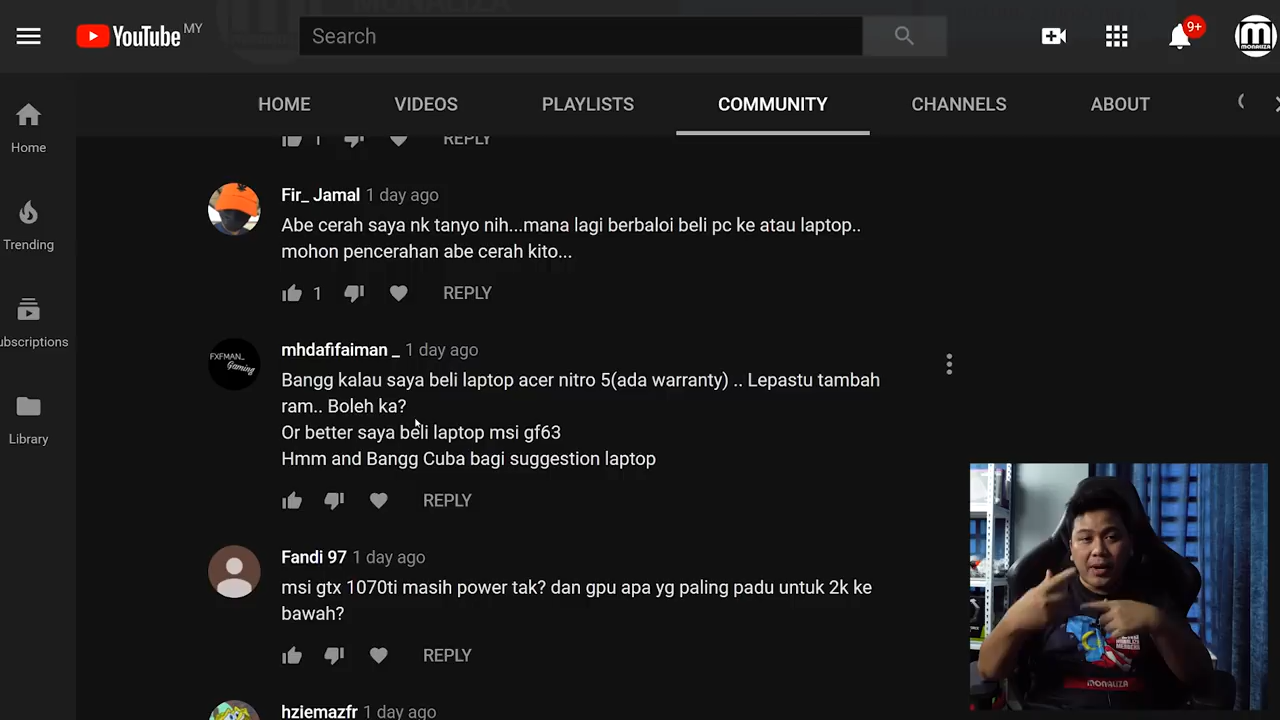 MONALIZA
YouTube MY
Search
9+
MONALIZA
HOME
VIDEOS
PLAYLISTS
COMMUNITY
CHANNELS
ABOUT
Home
Trending
ubscriptions
Library
1
REPLY
Fir_ Jamal 1 day ago
Abe cerah saya nk tanyo nih...mana lagi berbaloi beli pc ke atau laptop..
mohon pencerahan abe cerah kito...
1
REPLY
FXFMAN_
Gaming
mhdafifaiman _ 1 day ago
Bangg kalau saya beli laptop acer nitro 5(ada warranty) .. Lepastu tambah
ram.. Boleh ka?
Or better saya beli laptop msi gf63
Hmm and Bangg Cuba bagi suggestion laptop
REPLY
Fandi 97 1 day ago
msi gtx 1070ti masih power tak? dan gpu apa yg paling padu untuk 2k ke
bawah?
REPLY
hziemazfr 1 day ago
MONALIZA